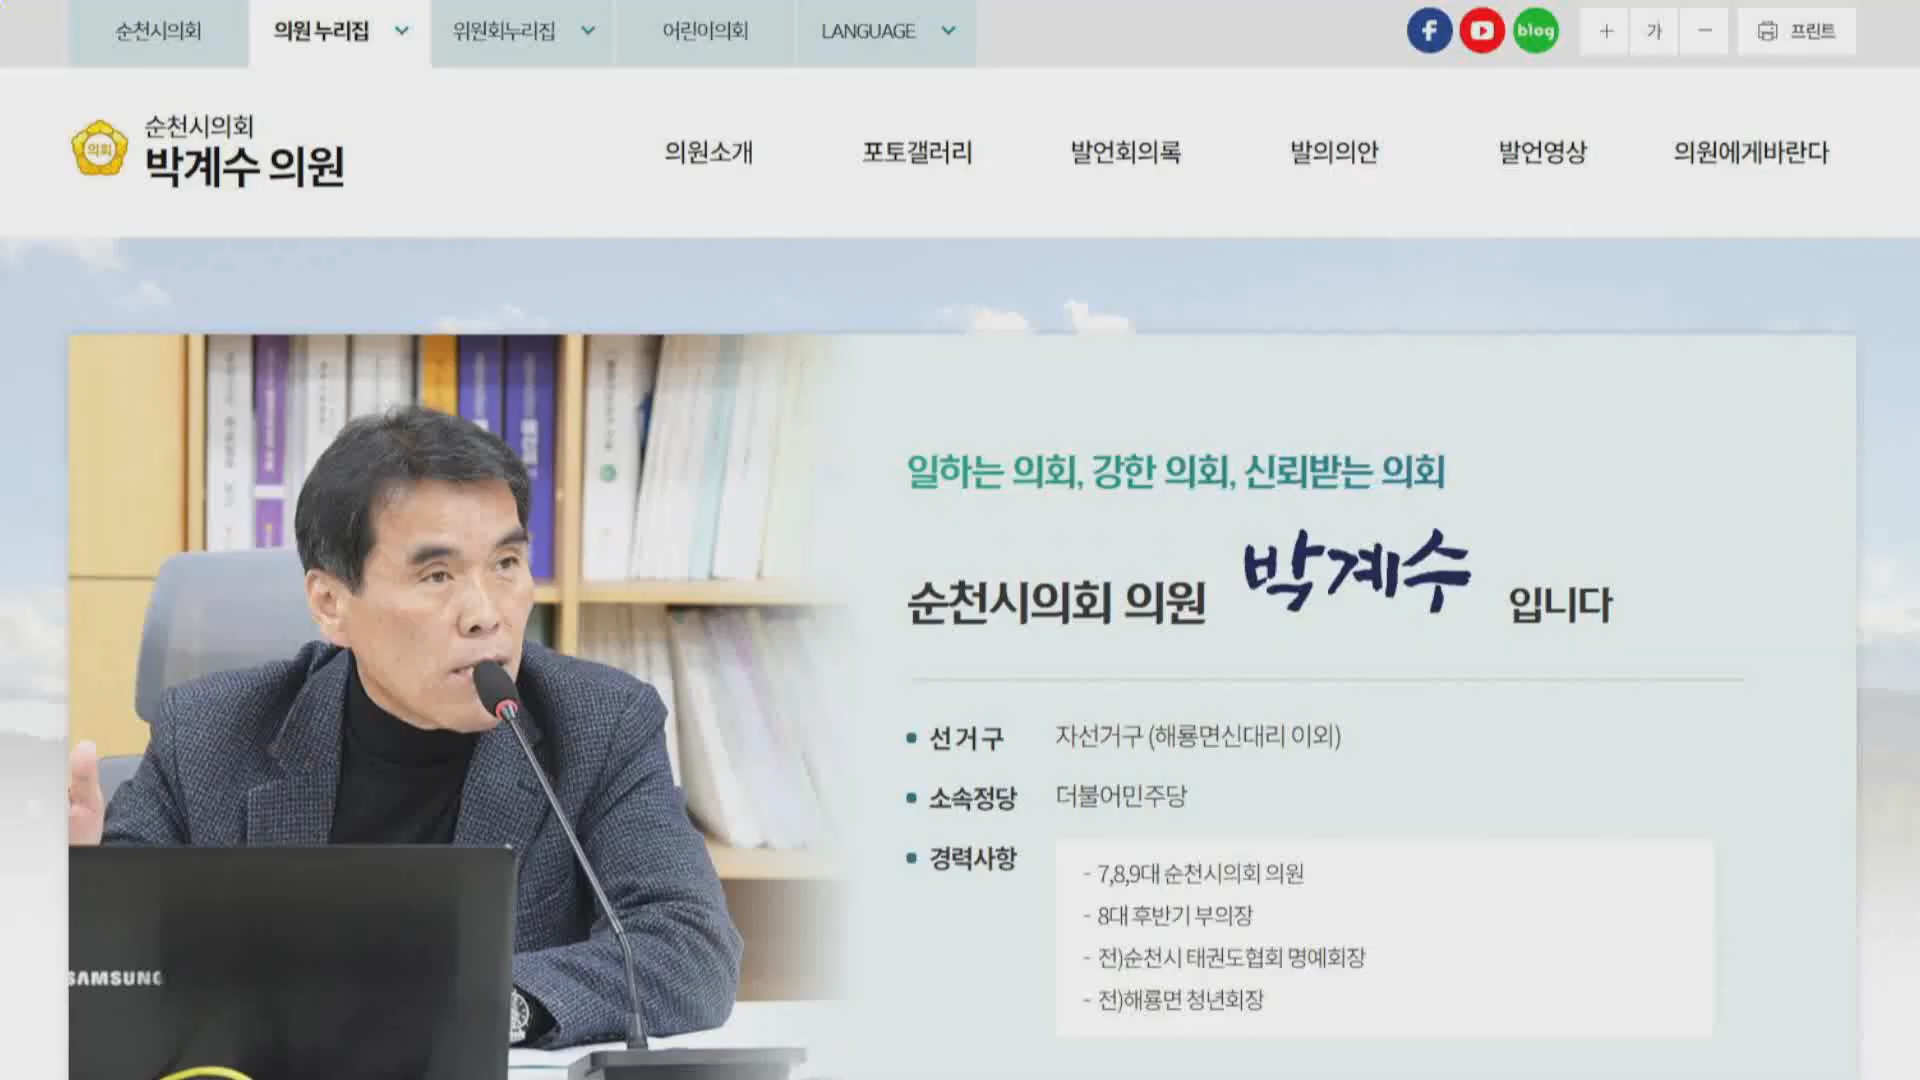 순천시의회
의원 누리집
위원회누리집
어린이의회
LANGUAGE
blog
+ 가 -
프린트
의회
순천시의회
박계수 의원
의원소개
포토갤러리
발언회의록
발의의안
발언영상
의원에게바란다
일하는 의회, 강한 의회, 신뢰받는 의회
순천시의회 의원 박계수 입니다
선거구 자선거구 (해룡면신대리 이외)
소속정당 더불어민주당
경력사항
- 7,8,9대 순천시의회 의원
- 8대 후반기 부의장
- 전)순천시 태권도협회 명예회장
- 전)해룡면 청년회장
SAMSUNG